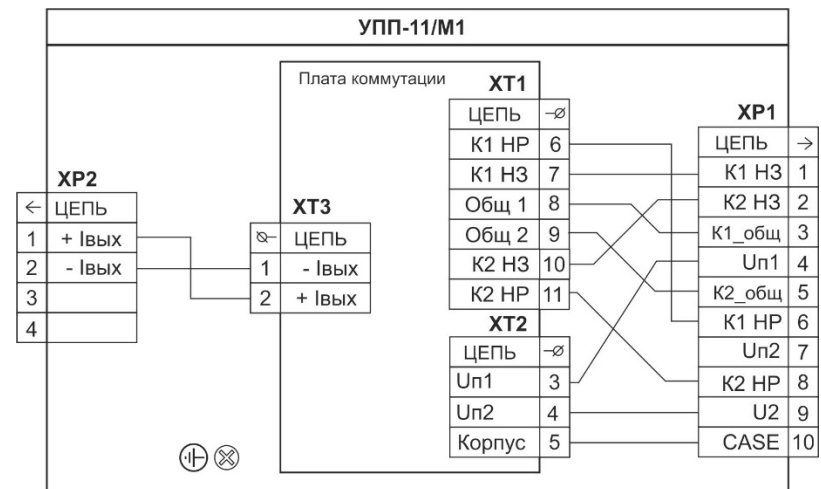 УПП-11/М1
Плата коммутации
XT1
ЦЕПЬ
К1 НР 6
К1 НЗ 7
Общ 1 8
Общ 2 9
К2 НЗ 10
К2 НР 11
XT2
ЦЕПЬ
Uп1 3
Uп2 4
Корпус 5
XP1
ЦЕПЬ
К1 НЗ 1
К2 НЗ 2
К1_общ 3
Uп1 4
К2_общ 5
К1 НР 6
Uп2 7
К2 НР 8
U2 9
CASE 10
XP2
ЦЕПЬ
1 + Iвых
2 - Iвых
3
4
XT3
ЦЕПЬ
1 - Iвых
2 + Iвых